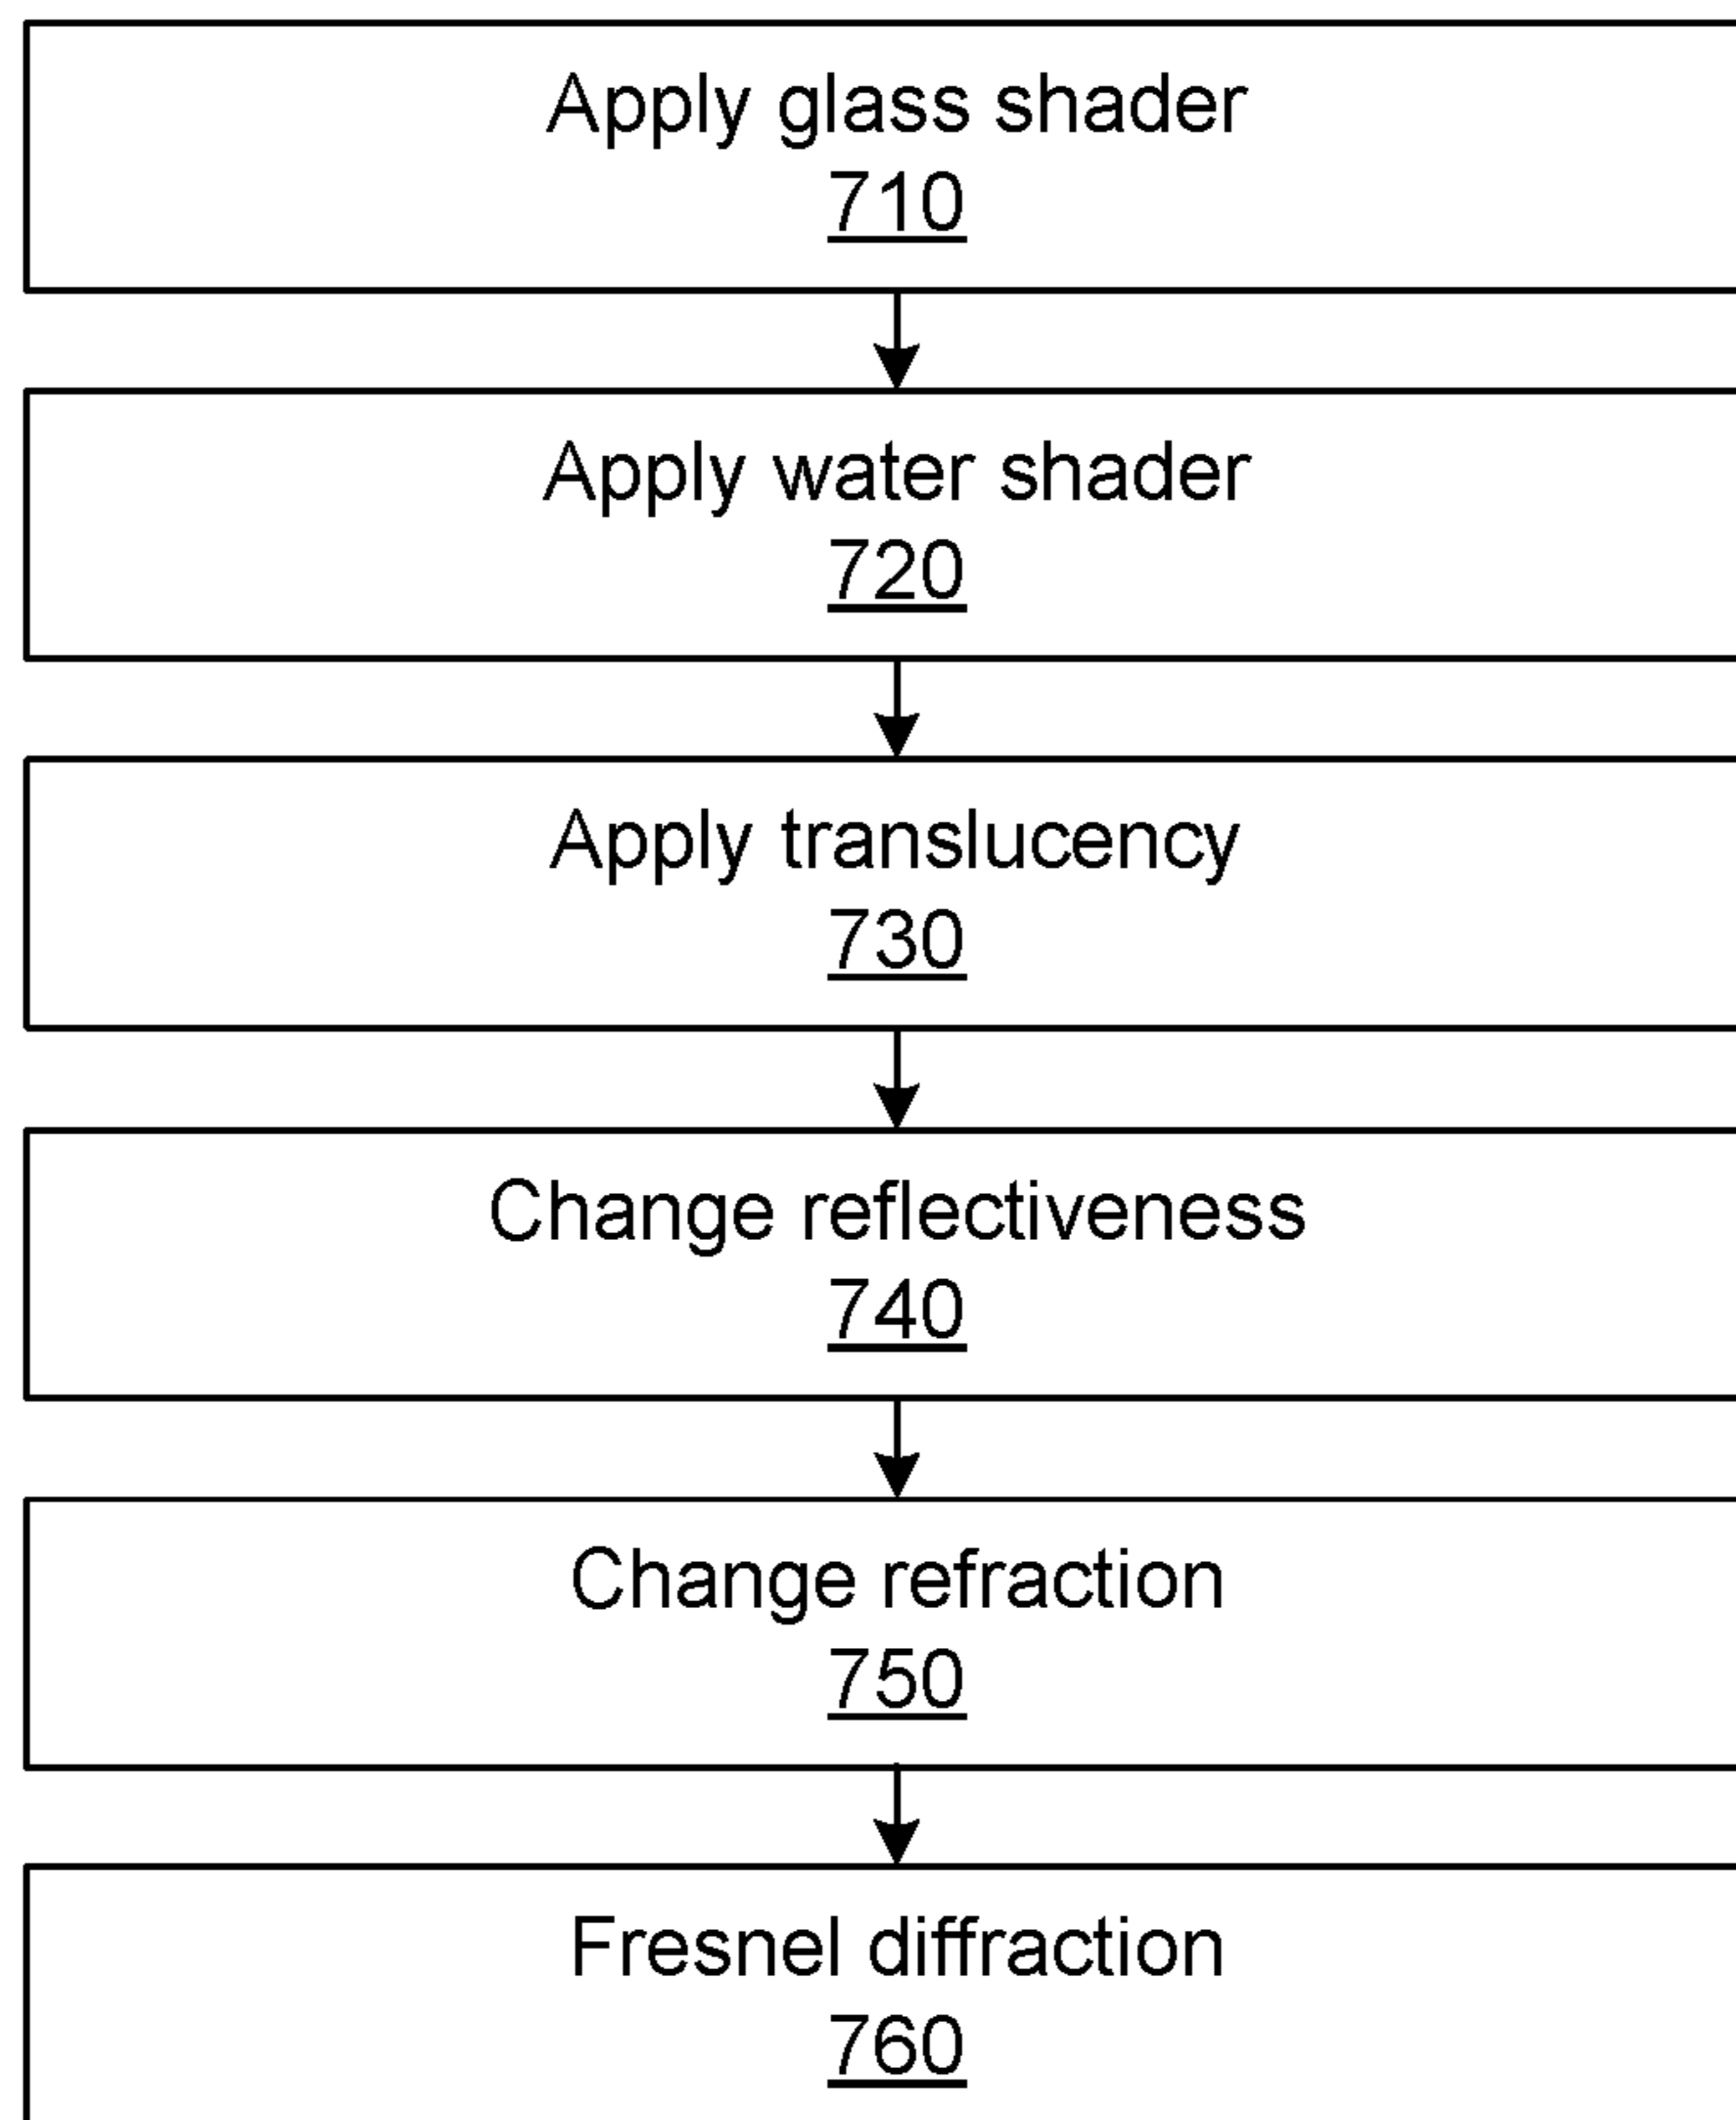 Apply glass shader
710
Apply water shader
720
Apply translucency
730
Change reflectiveness
740
Change refraction
750
Fresnel diffraction
760